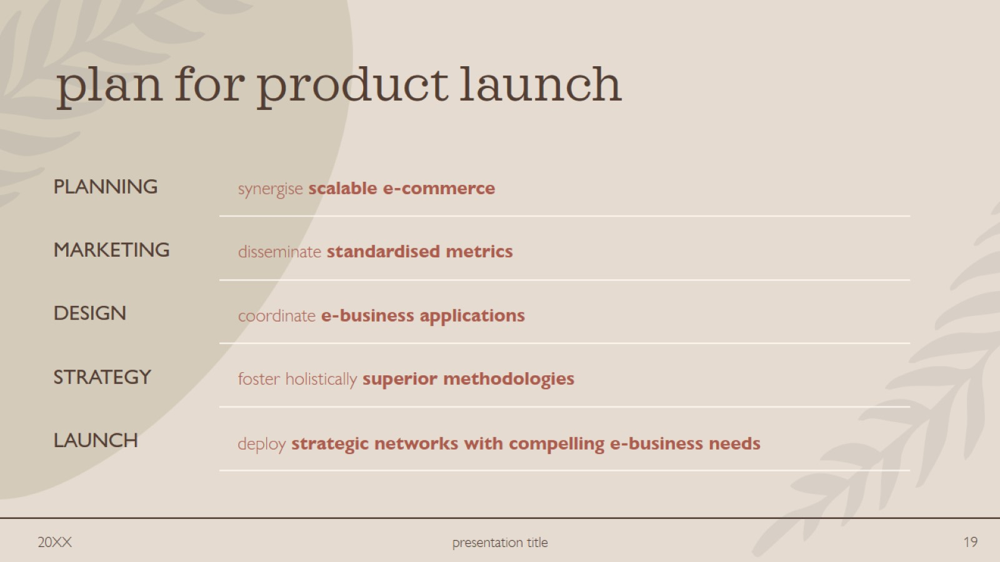 plan for product launch
PLANNING synergise scalable e-commerce
MARKETING disseminate standardised metrics
DESIGN coordinate e-business applications
STRATEGY foster holistically superior methodologies
LAUNCH deploy strategic networks with compelling e-business needs
20XX presentation title 19